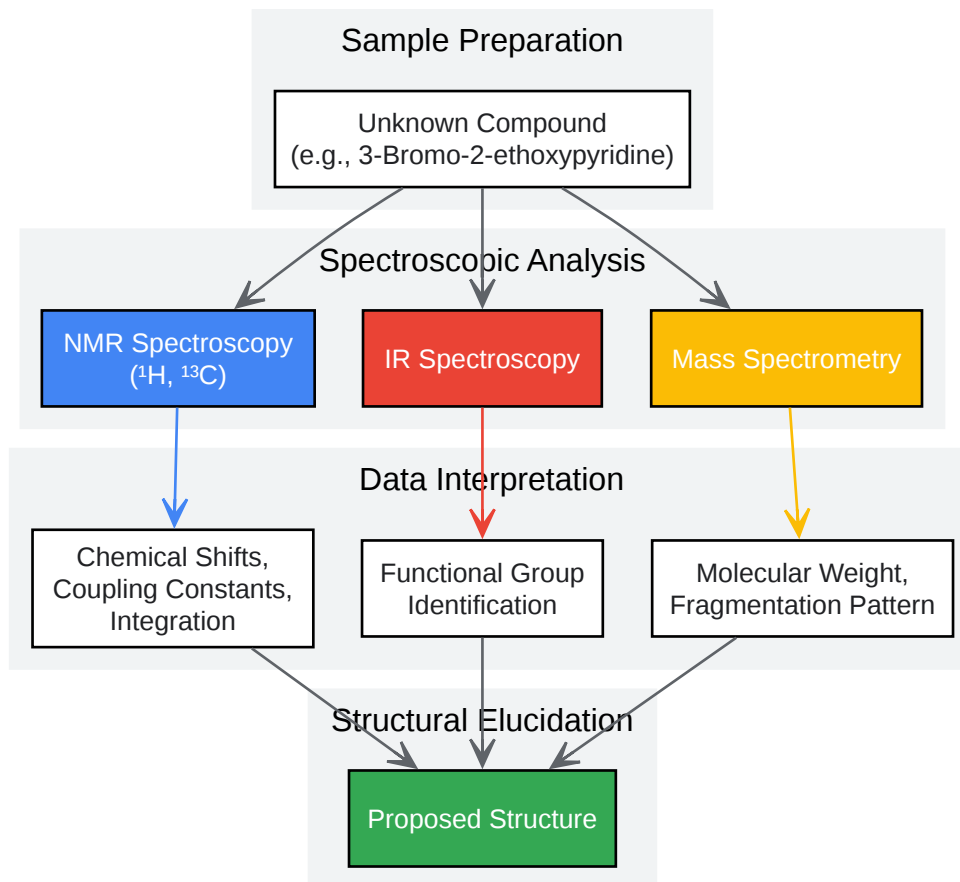 Sample Preparation
Unknown Compound
(e.g., 3-Bromo-2-ethoxypyridine)
Spectroscopic Analysis
NMR Spectroscopy
(¹H, ¹³C)
IR Spectroscopy
Mass Spectrometry
Data Interpretation
Chemical Shifts,
Coupling Constants,
Integration
Functional Group
Identification
Molecular Weight,
Fragmentation Pattern
Structural Elucidation
Proposed Structure